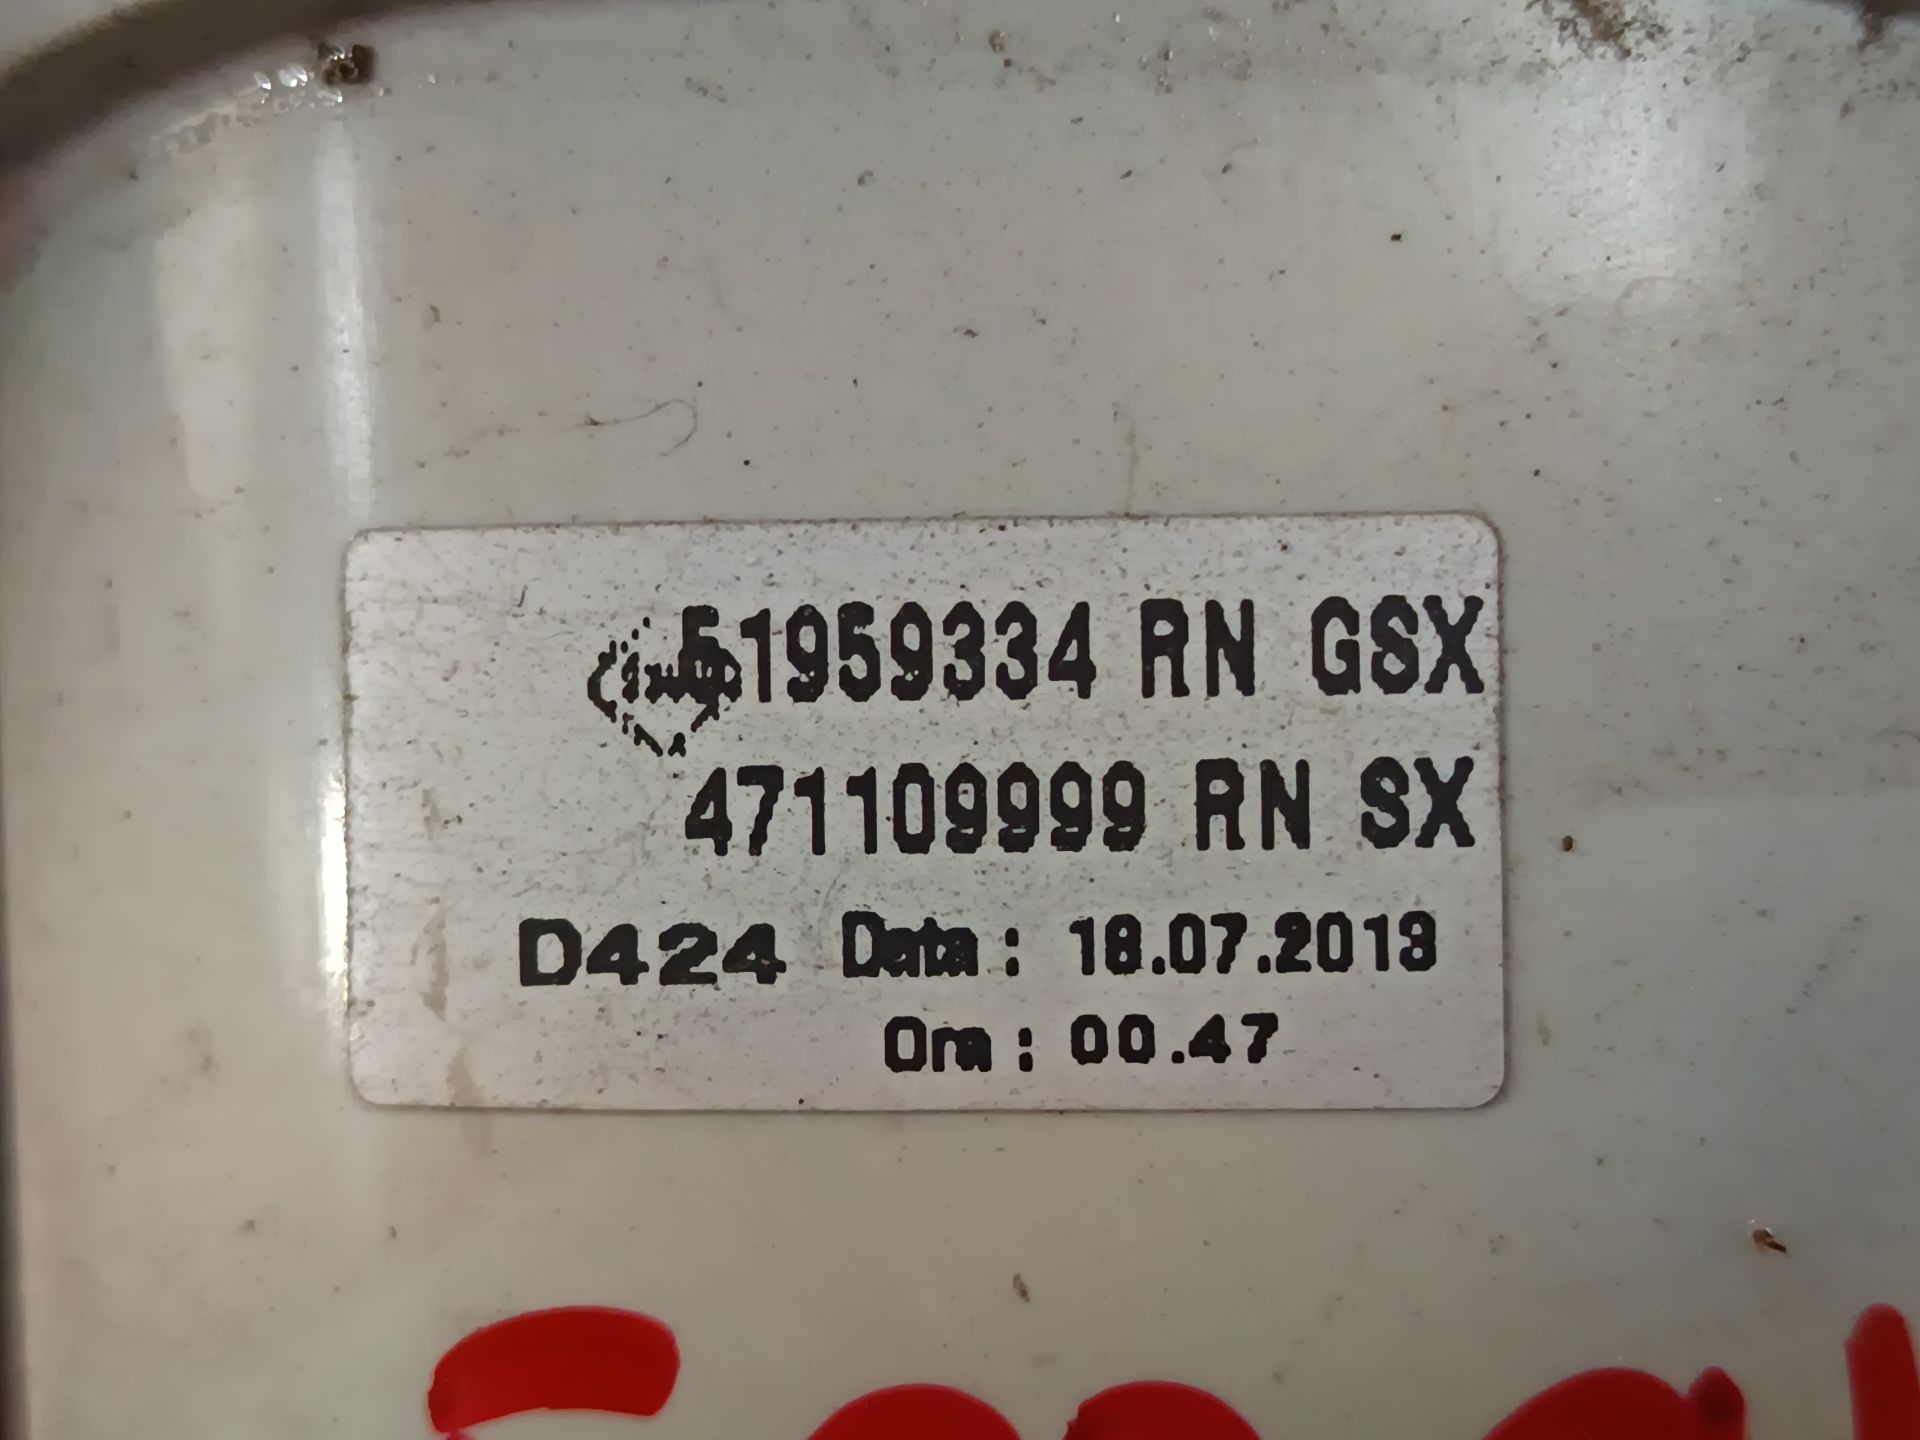 51959334 RN GSX
471109999 RN SX
D424 Data : 18.07.2013
Ora : 00.47